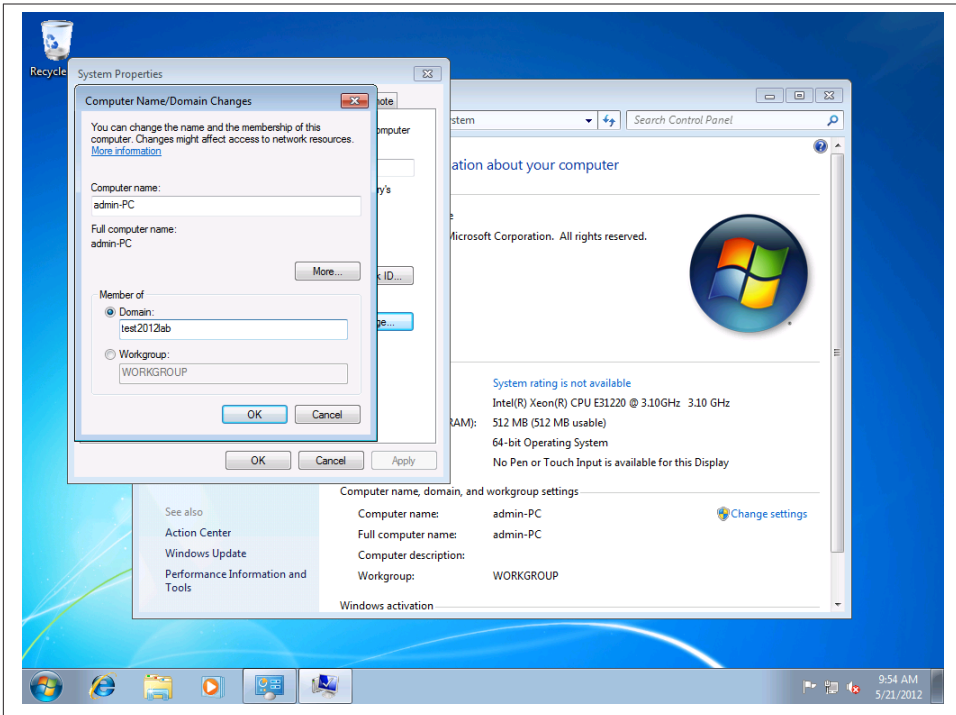 Recycle
System Properties
Computer Name/Domain Changes
You can change the name and the membership of this
computer. Changes might affect access to network resources.
More information
Computer name:
admin-PC
Full computer name:
admin-PC
More...
Member of
Domain:
test2012lab
Workgroup:
WORKGROUP
OK Cancel
OK Cancel Apply
note
omputer
ry's
k ID...
ge...
stem
Search Control Panel
ation about your computer
Microsoft Corporation. All rights reserved.
System rating is not available
Intel(R) Xeon(R) CPU E31220 @ 3.10GHz 3.10 GHz
RAM): 512 MB (512 MB usable)
64-bit Operating System
No Pen or Touch Input is available for this Display
Computer name, domain, and workgroup settings
Computer name: admin-PC
Change settings
Full computer name: admin-PC
Computer description:
Workgroup: WORKGROUP
Windows activation
See also
Action Center
Windows Update
Performance Information and
Tools
9:54 AM
5/21/2012